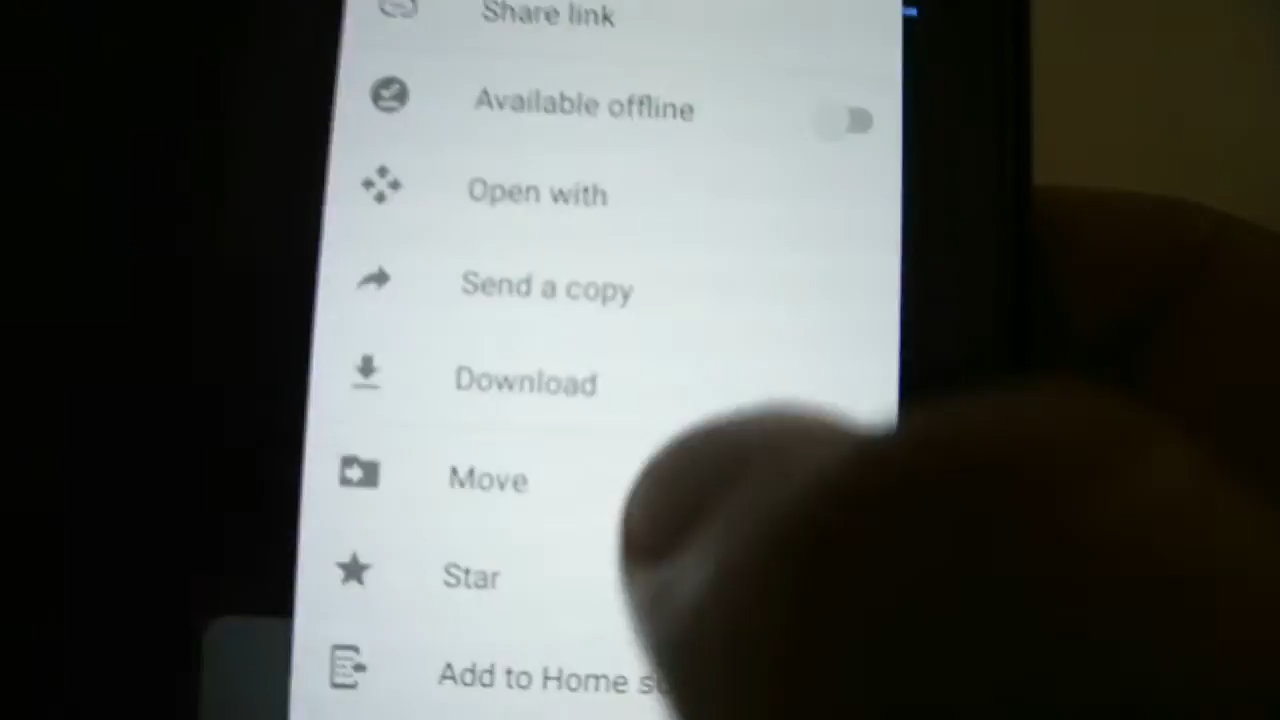 Share link
Available offline
Open with
Send a copy
Download
Move
Star
Add to Home